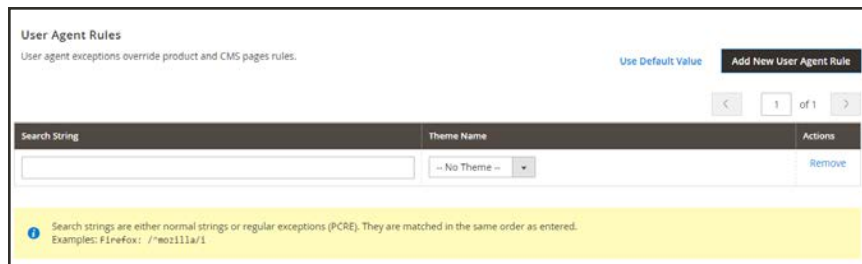 User Agent Rules
User agent exceptions override product and CMS pages rules.
Use Default Value
Add New User Agent Rule
1 of 1
Search String Theme Name Actions
-- No Theme -- Remove
Search strings are either normal strings or regular exceptions (PCRE). They are matched in the same order as entered.
Examples: Firefox: /^mozilla/i